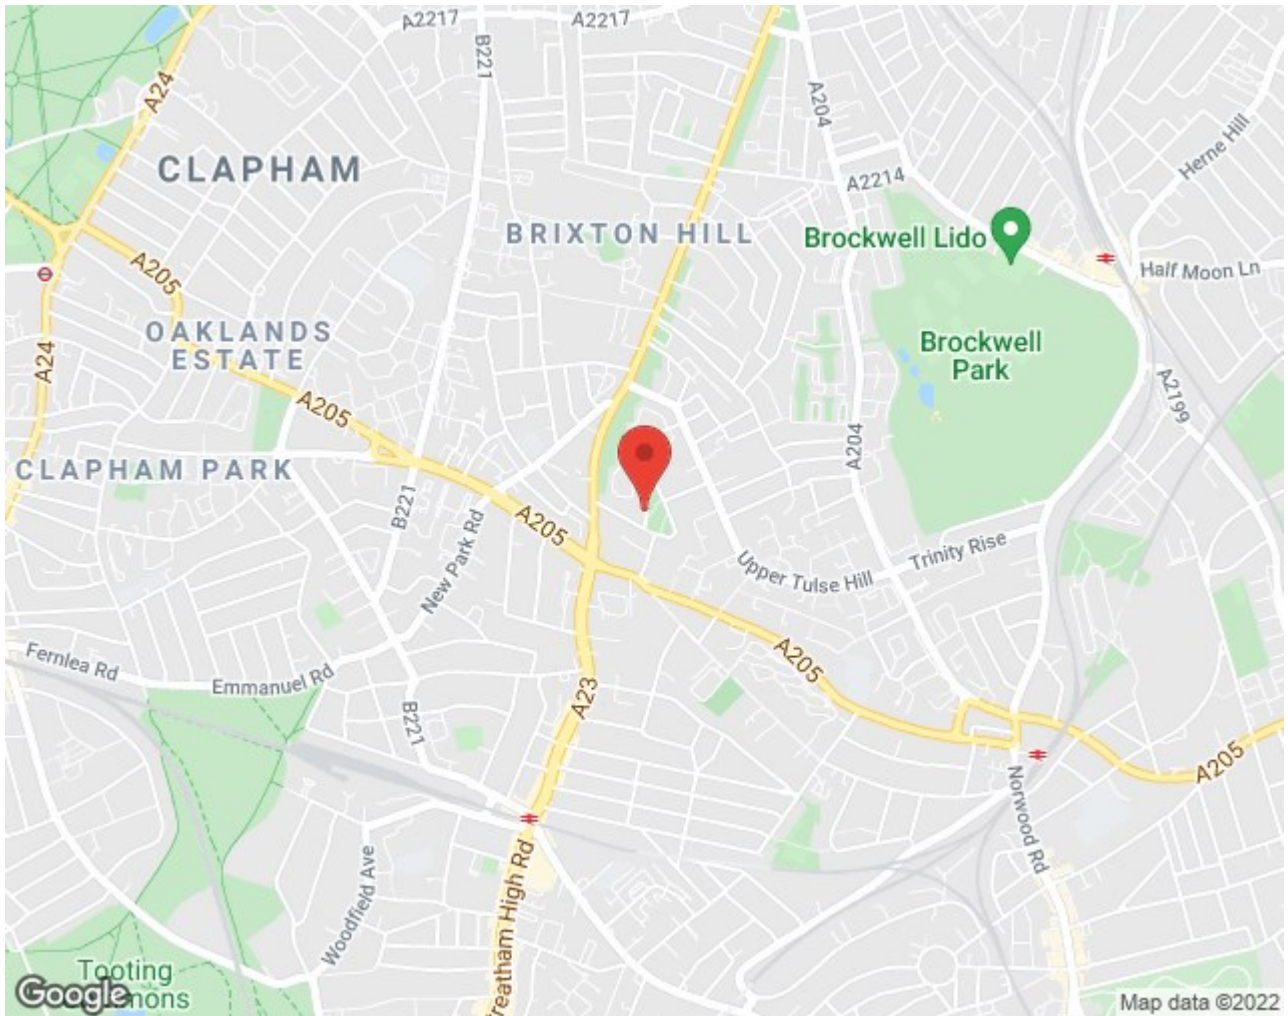 A2217
A2217
B221
A24
A204
CLAPHAM
Herne Hill
A2214
BRIXTON HILL
Brockwell Lido
A205
Half Moon Ln
OAKLANDS
ESTATE
Brockwell
Park
A24
A205
A2199
A204
CLAPHAM PARK
B221
A205
New Park Rd
Trinity Rise
Upper Tulse Hill
Fernlea Rd
Emmanuel Rd
A205
A23
B221
A205
Norwood Rd
Woodfield Ave
reatham High Rd
Tooting
mmons
Google
Map data ©2022